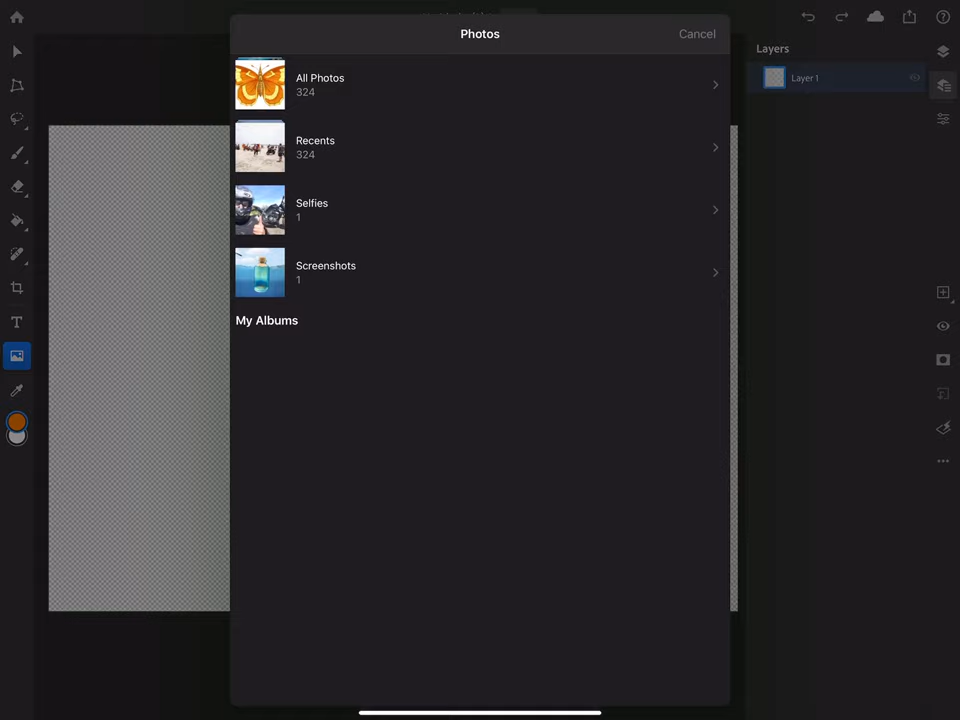 Photos
Cancel
All Photos
324
Recents
324
Selfies
1
Screenshots
1
My Albums
Layers
Layer 1
T